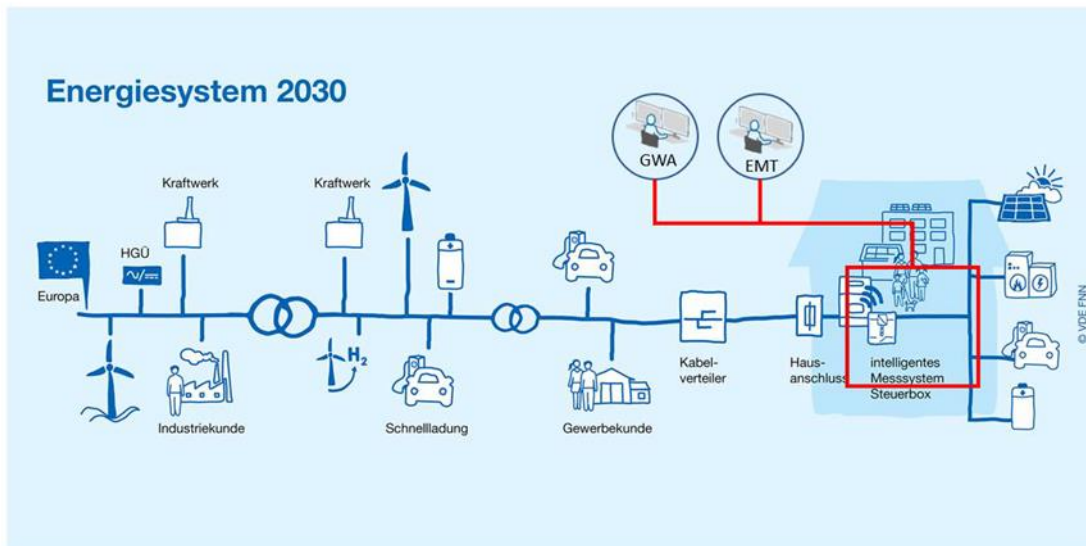 Energiesystem 2030
GWA
EMT
Kraftwerk
Kraftwerk
HGÜ
Europa
H₂
Kabel-
verteiler
Haus-
anschluss
intelligentes
Messsystem
Steuerbox
Industriekunde
Schnellladung
Gewerbekunde
© VDE FNN